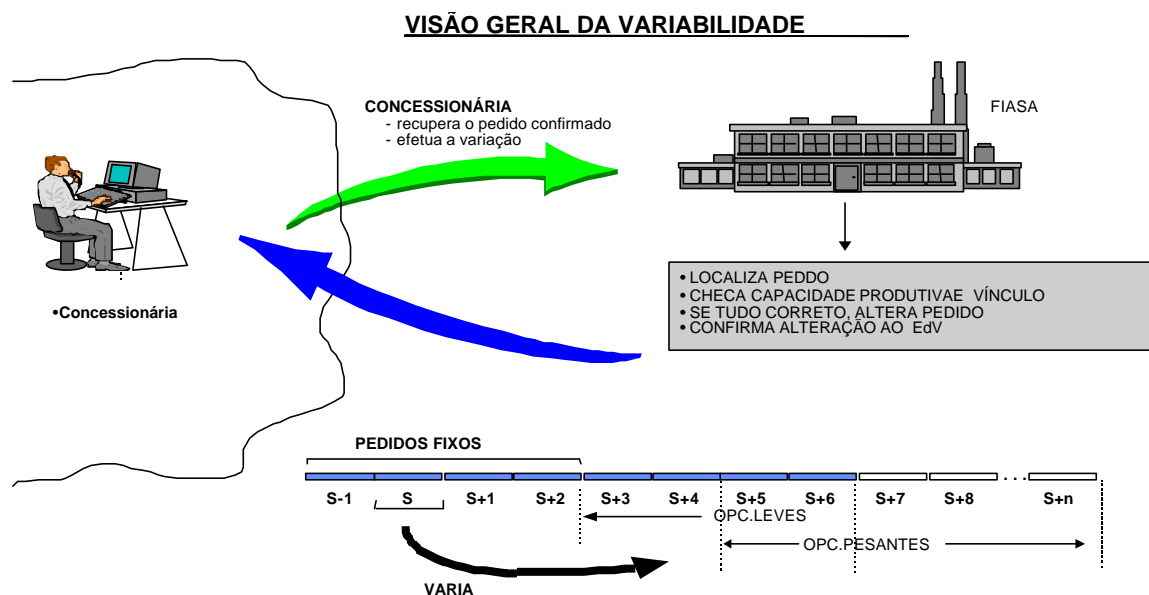 VISÃO GERAL DA VARIABILIDADE
CONCESSIONÁRIA
- recupera o pedido confirmado
- efetua a variação
FIASA
•Concessionária
• LOCALIZA PEDDO
• CHECA CAPACIDADE PRODUTIVAE VÍNCULO
• SE TUDO CORRETO, ALTERA PEDIDO
• CONFIRMA ALTERAÇÃO AO EdV
PEDIDOS FIXOS
S-1 S S+1 S+2 S+3 S+4 S+5 S+6 S+7 S+8 ... S+n
OPC.LEVES
OPC.PESANTES
VARIA